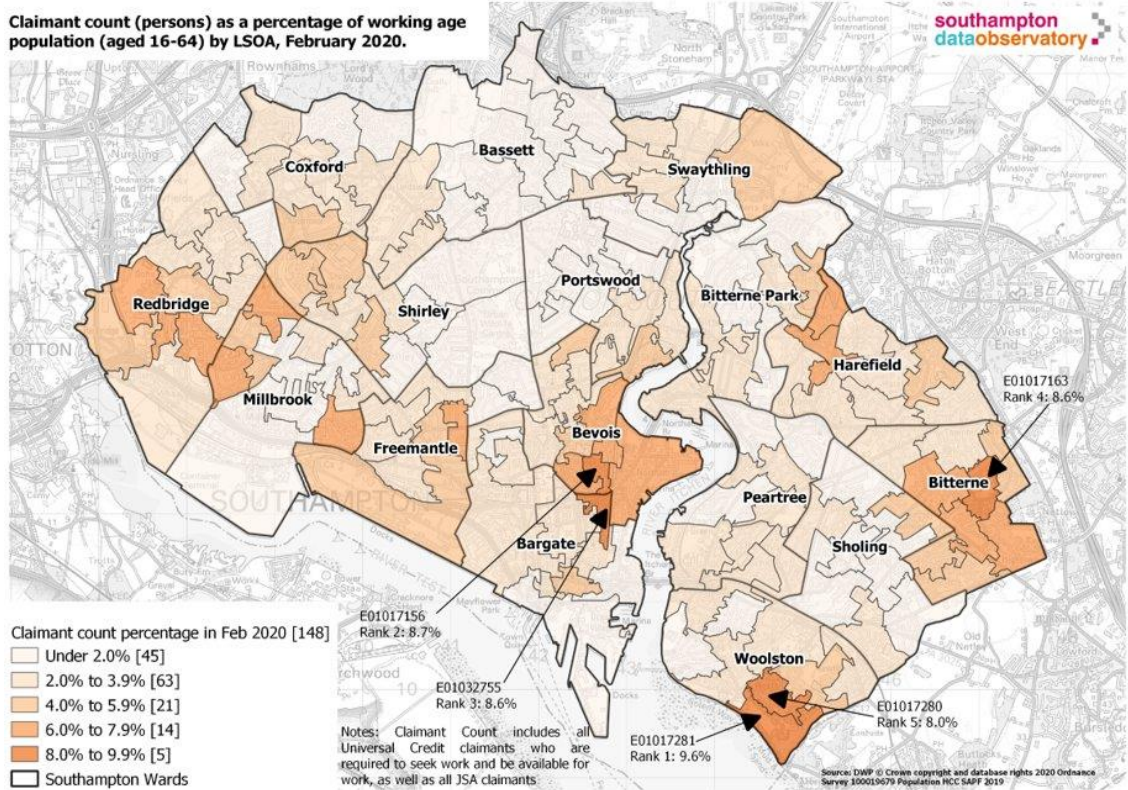 Claimant count (persons) as a percentage of working age
population (aged 16-64) by LSOA, February 2020.
southampton
dataobservatory
Rownhams
North
Stoneham
Nursing
Coxford
Bassett
Swaythling
Redbridge
Shirley
Portswood
Bitterne Park
Harefield
Millbrook
Freemantle
Bevois
Bitterne
Peartree
Sholing
Bargate
Woolston
SOUTHAMPTON
E01017163
Rank 4: 8.6%
E01017156
Rank 2: 8.7%
E01032755
Rank 3: 8.6%
E01017280
Rank 5: 8.0%
E01017281
Rank 1: 9.6%
Claimant count percentage in Feb 2020 [148]
Under 2.0% [45]
2.0% to 3.9% [63]
4.0% to 5.9% [21]
6.0% to 7.9% [14]
8.0% to 9.9% [5]
Southampton Wards
Notes: Claimant Count includes all
Universal Credit claimants who are
required to seek work and be available for
work, as well as all JSA claimants
Source: DWP © Crown copyright and database rights 2020 Ordnance
Survey 100019679 Population HCC SAPF 2019